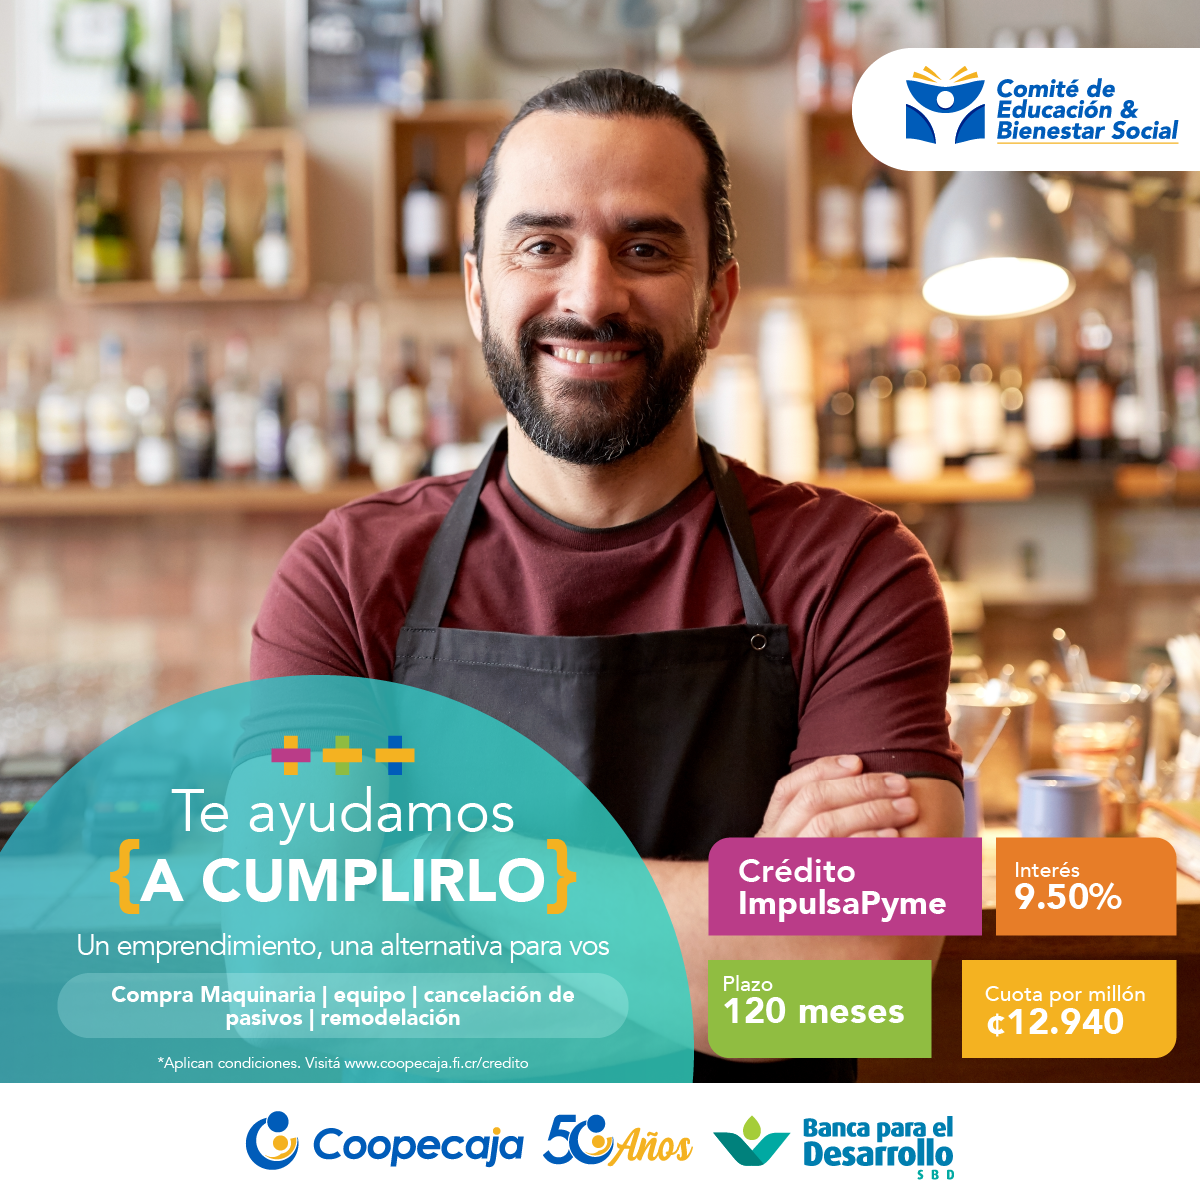 Comité de
Educación &
Bienestar Social
Te ayudamos
{A CUMPLIRLO}
Un emprendimiento, una alternativa para vos
Compra Maquinaria | equipo | cancelación de
pasivos | remodelación
*Aplican condiciones. Visitá www.coopecaja.fi.cr/credito
Crédito
ImpulsaPyme
Interés
9.50%
Plazo
120 meses
Cuota por millón
¢12.940
Coopecaja
50 Años
Banca para el
Desarrollo
SBD